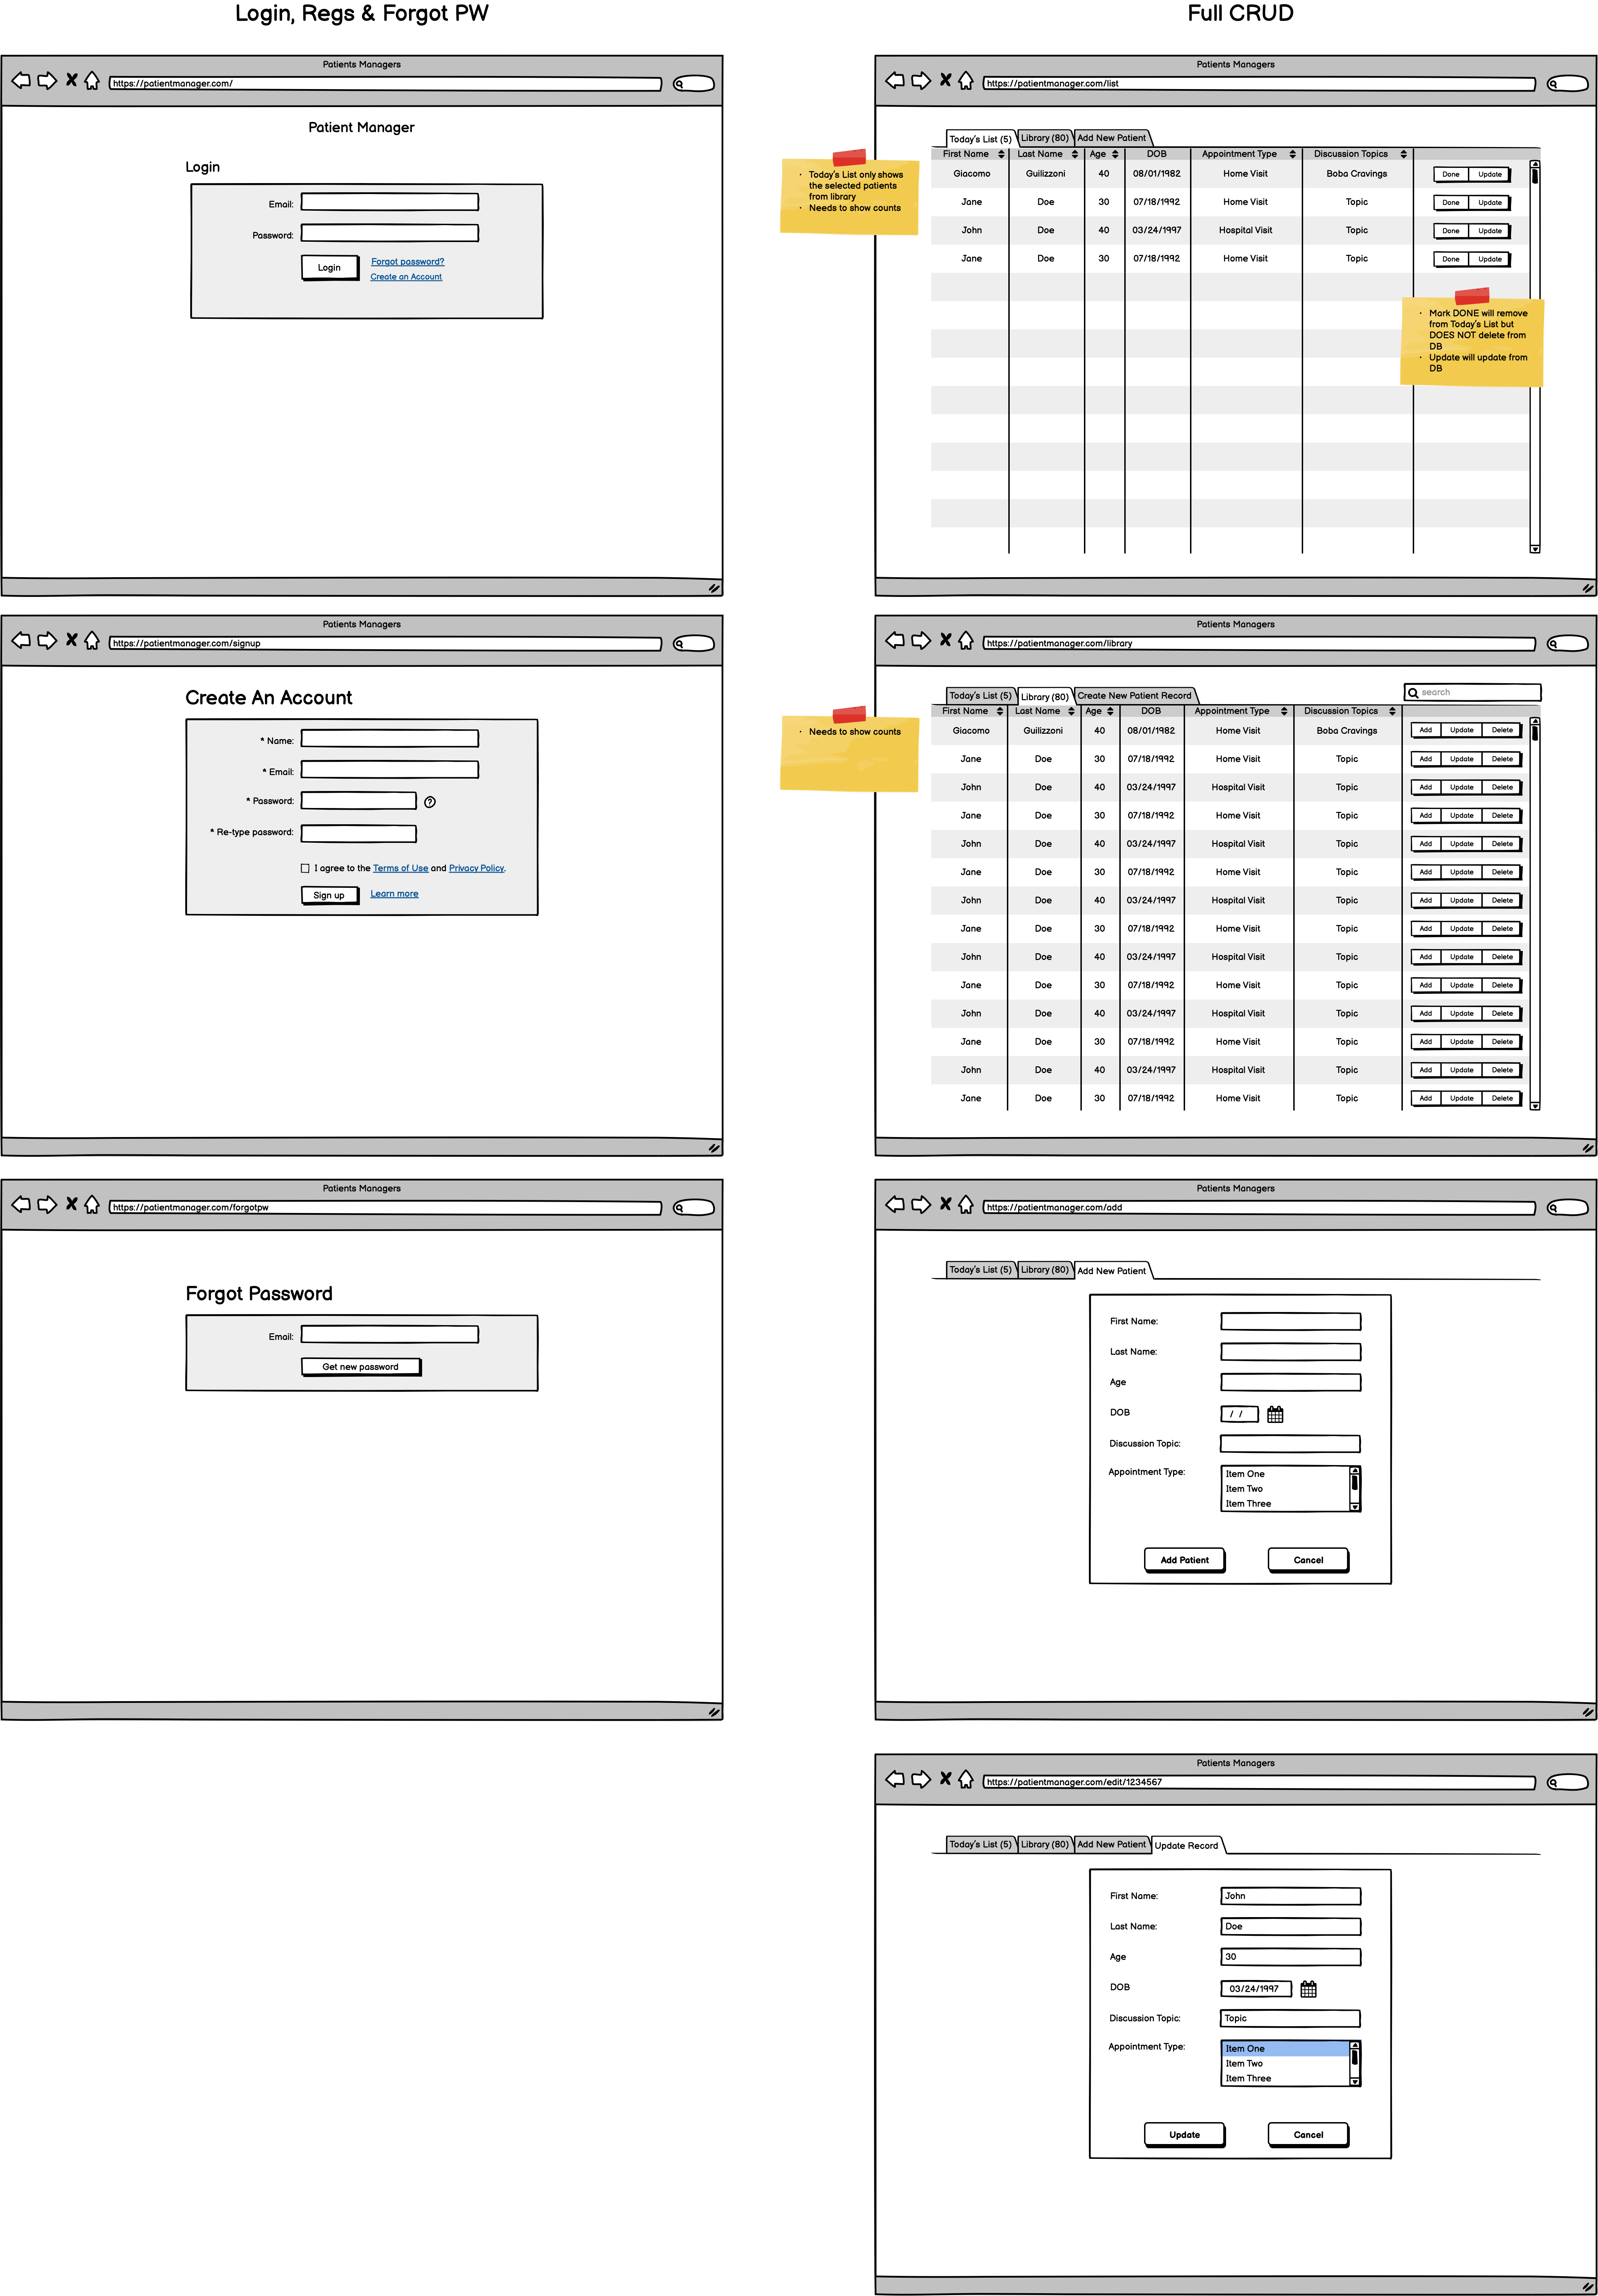 Login, Regs & Forgot PW
Patients Managers
https://patientmanager.com/
Patient Manager
Login
Email:
Password:
Login
Forgot password?
Create an Account
Patients Managers
https://patientmanager.com/signup
Create An Account
* Name:
* Email:
* Password:
?
* Re-type password:
I agree to the Terms of Use and Privacy Policy.
Sign up
Learn more
Patients Managers
https://patientmanager.com/forgotpw
Forgot Password
Email:
Get new password
Full CRUD
Patients Managers
https://patientmanager.com/list
Today's List (5) Library (80) Add New Patient
First Name Last Name Age DOB Appointment Type Discussion Topics
Giacomo Guilizzoni 40 08/01/1982 Home Visit Boba Cravings Done Update
Jane Doe 30 07/18/1992 Home Visit Topic Done Update
John Doe 40 03/24/1997 Hospital Visit Topic Done Update
Jane Doe 30 07/18/1992 Home Visit Topic Done Update
· Today's List only shows
the selected patients
from library
· Needs to show counts
· Mark DONE will remove
from Today's List but
DOES NOT delete from
DB
· Update will update from
DB
Patients Managers
https://patientmanager.com/library
Today's List (5) Library (80) Create New Patient Record
search
First Name Last Name Age DOB Appointment Type Discussion Topics
Giacomo Guilizzoni 40 08/01/1982 Home Visit Boba Cravings Add Update Delete
Jane Doe 30 07/18/1992 Home Visit Topic Add Update Delete
John Doe 40 03/24/1997 Hospital Visit Topic Add Update Delete
Jane Doe 30 07/18/1992 Home Visit Topic Add Update Delete
John Doe 40 03/24/1997 Hospital Visit Topic Add Update Delete
Jane Doe 30 07/18/1992 Home Visit Topic Add Update Delete
John Doe 40 03/24/1997 Hospital Visit Topic Add Update Delete
Jane Doe 30 07/18/1992 Home Visit Topic Add Update Delete
John Doe 40 03/24/1997 Hospital Visit Topic Add Update Delete
Jane Doe 30 07/18/1992 Home Visit Topic Add Update Delete
John Doe 40 03/24/1997 Hospital Visit Topic Add Update Delete
Jane Doe 30 07/18/1992 Home Visit Topic Add Update Delete
John Doe 40 03/24/1997 Hospital Visit Topic Add Update Delete
Jane Doe 30 07/18/1992 Home Visit Topic Add Update Delete
· Needs to show counts
Patients Managers
https://patientmanager.com/add
Today's List (5) Library (80) Add New Patient
First Name:
Last Name:
Age
DOB / /
Discussion Topic:
Appointment Type: Item One
Item Two
Item Three
Add Patient Cancel
Patients Managers
https://patientmanager.com/edit/1234567
Today's List (5) Library (80) Add New Patient Update Record
First Name: John
Last Name: Doe
Age 30
DOB 03/24/1997
Discussion Topic: Topic
Appointment Type: Item One
Item Two
Item Three
Update Cancel